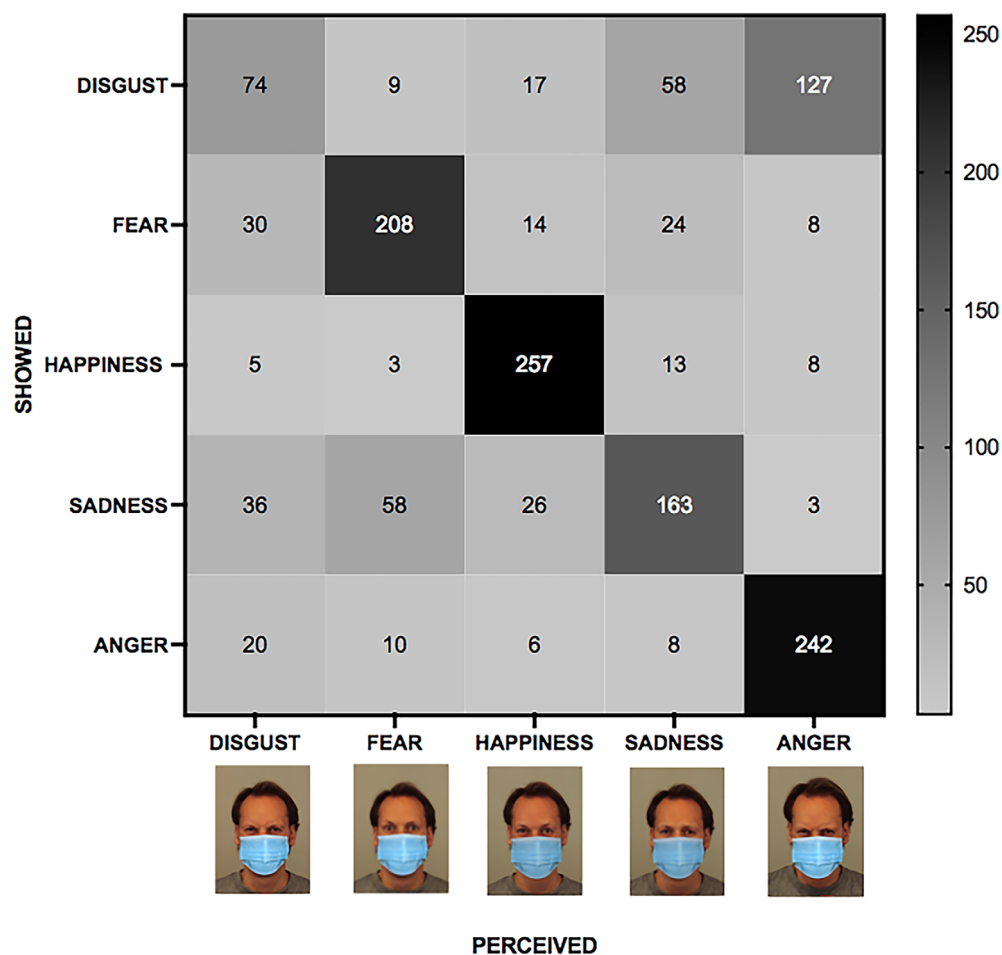 250
DISGUST 74 9 17 58 127
200
FEAR 30 208 14 24 8
150
SHOWED
HAPPINESS 5 3 257 13 8
100
SADNESS 36 58 26 163 3
50
ANGER 20 10 6 8 242
DISGUST FEAR HAPPINESS SADNESS ANGER
PERCEIVED